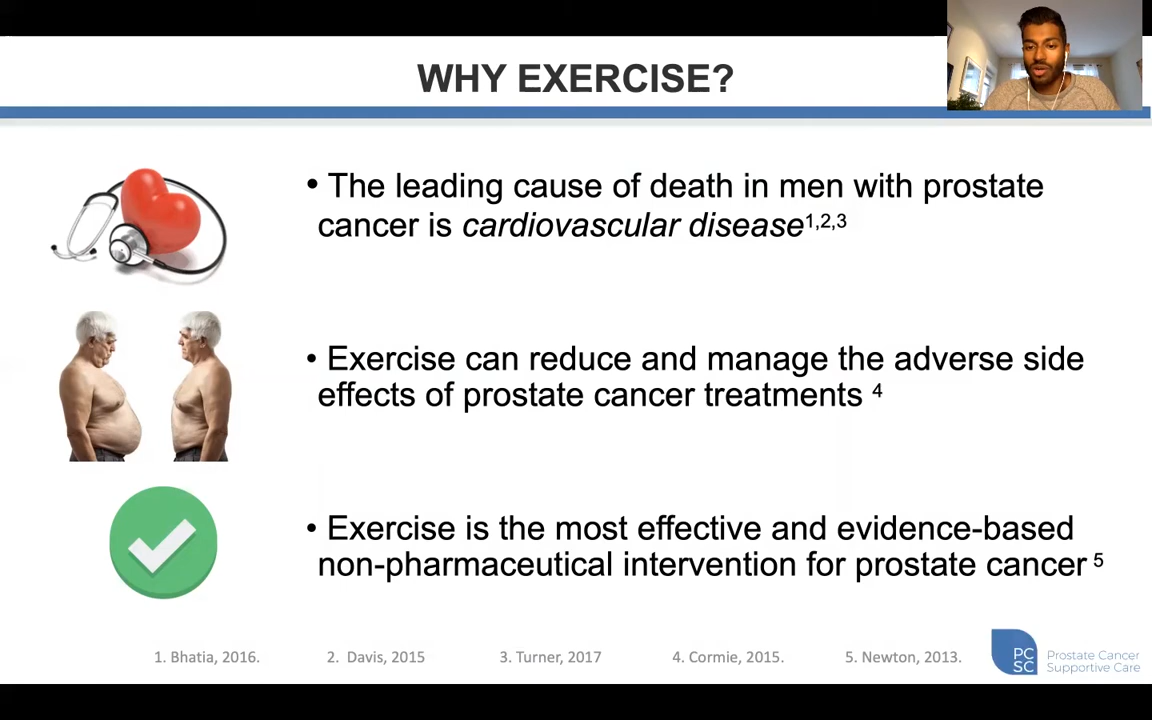 WHY EXERCISE?
• The leading cause of death in men with prostate
cancer is cardiovascular disease1,2,3
• Exercise can reduce and manage the adverse side
effects of prostate cancer treatments 4
• Exercise is the most effective and evidence-based
non-pharmaceutical intervention for prostate cancer 5
1. Bhatia, 2016. 2. Davis, 2015 3. Turner, 2017 4. Cormie, 2015. 5. Newton, 2013.
PC
SC
Prostate Cancer
Supportive Care